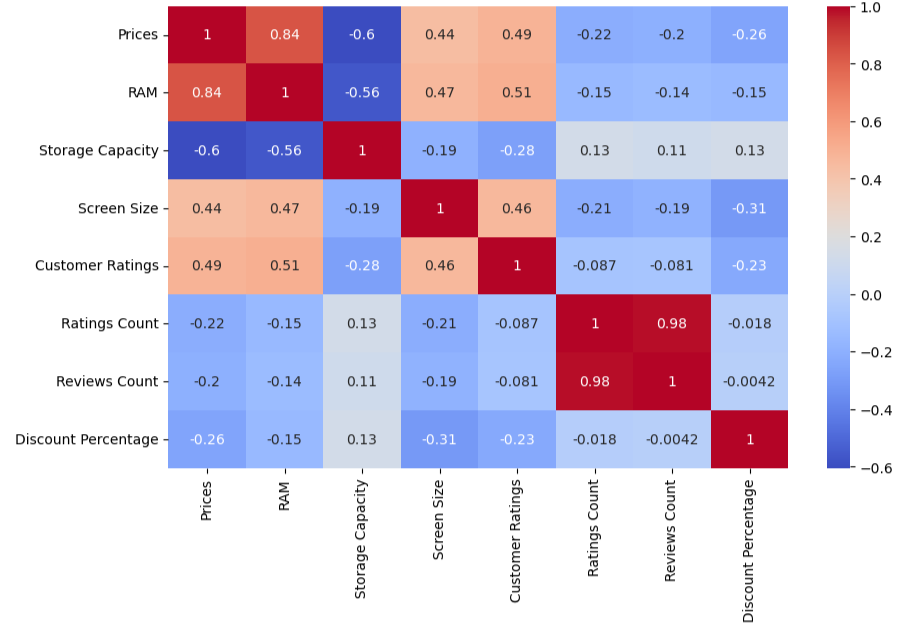 Prices 1 0.84 -0.6 0.44 0.49 -0.22 -0.2 -0.26
RAM 0.84 1 -0.56 0.47 0.51 -0.15 -0.14 -0.15
Storage Capacity -0.6 -0.56 1 -0.19 -0.28 0.13 0.11 0.13
Screen Size 0.44 0.47 -0.19 1 0.46 -0.21 -0.19 -0.31
Customer Ratings 0.49 0.51 -0.28 0.46 1 -0.087 -0.081 -0.23
Ratings Count -0.22 -0.15 0.13 -0.21 -0.087 1 0.98 -0.018
Reviews Count -0.2 -0.14 0.11 -0.19 -0.081 0.98 1 -0.0042
Discount Percentage -0.26 -0.15 0.13 -0.31 -0.23 -0.018 -0.0042 1
Prices
RAM
Storage Capacity
Screen Size
Customer Ratings
Ratings Count
Reviews Count
Discount Percentage
1.0
0.8
0.6
0.4
0.2
0.0
−0.2
−0.4
−0.6